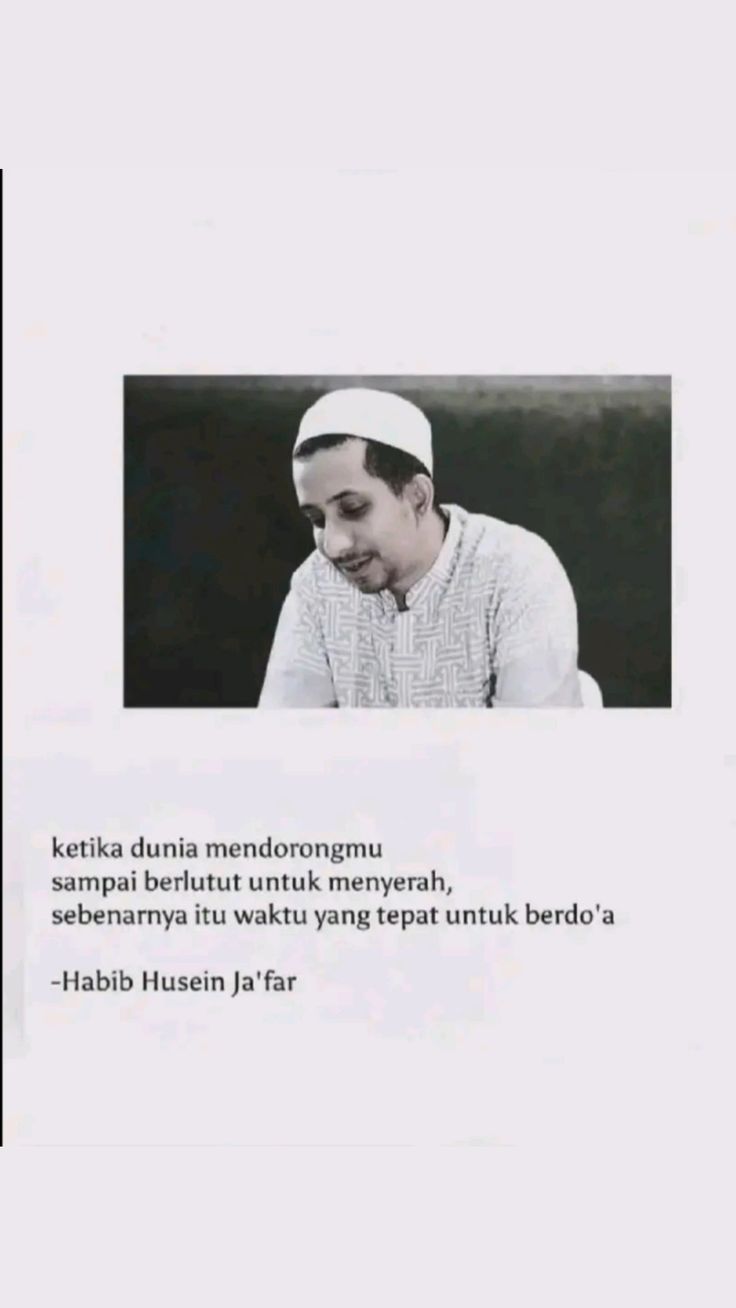 ketika dunia mendorongmu
sampai berlutut untuk menyerah,
sebenarnya itu waktu yang tepat untuk berdo'a
-Habib Husein Ja'far